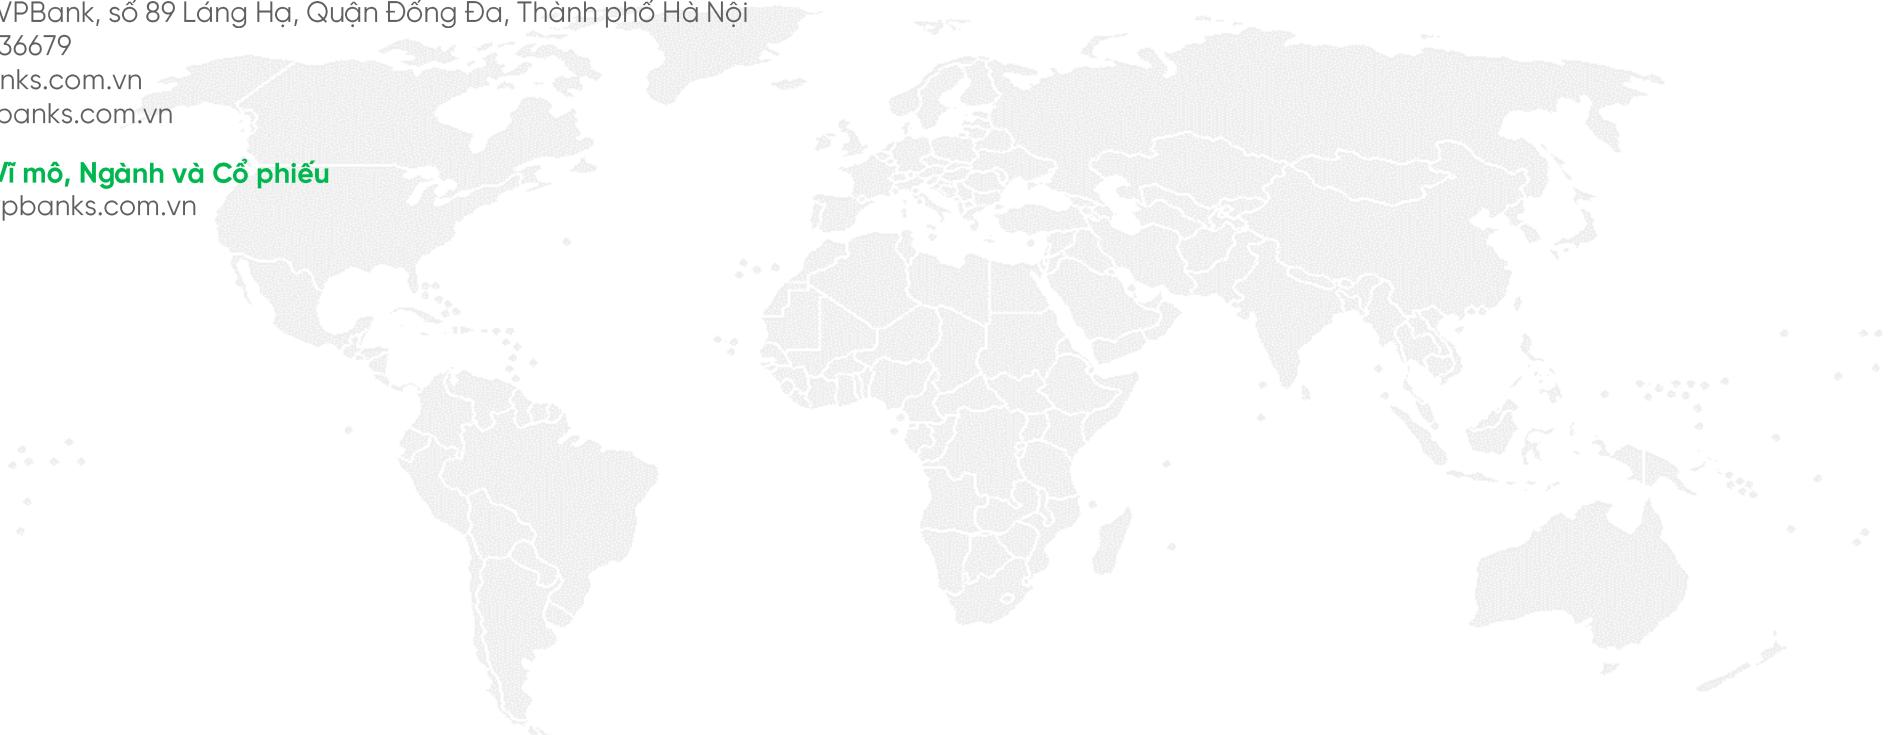 VPBank, số 89 Láng Hạ, Quận Đống Đa, Thành phố Hà Nội
36679
nks.com.vn
banks.com.vn
Vĩ mô, Ngành và Cổ phiếu
pbanks.com.vn